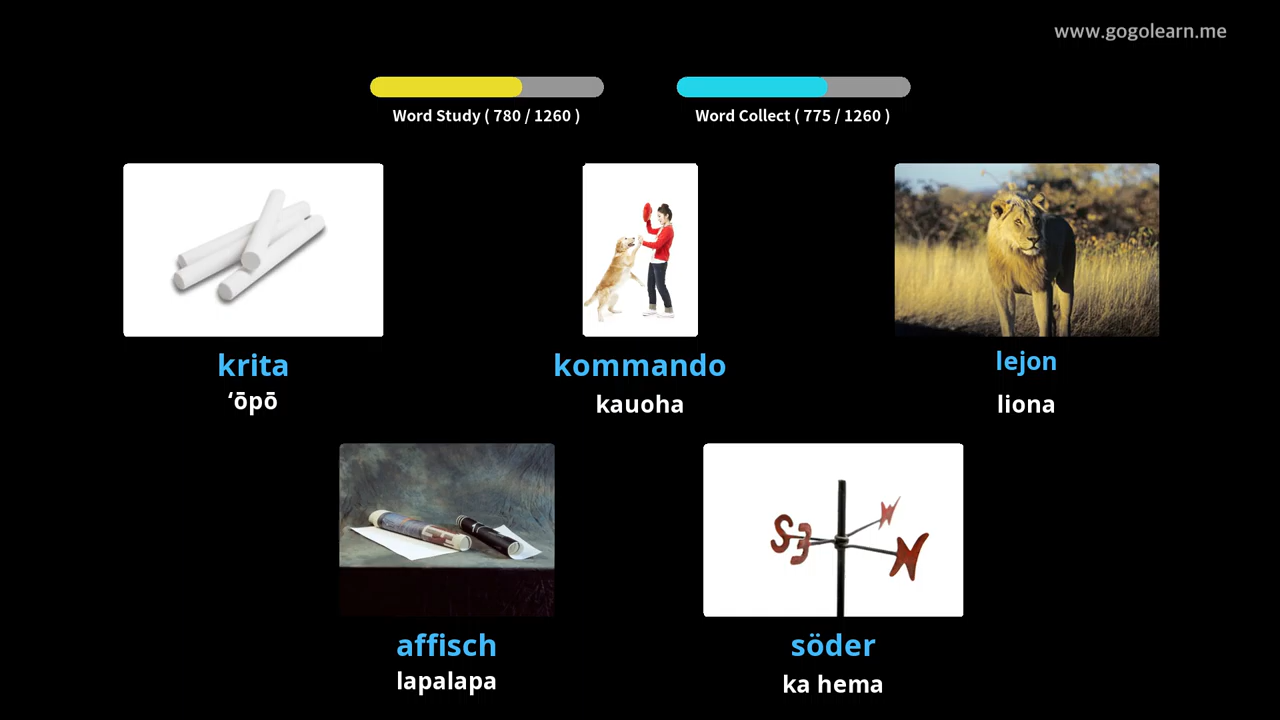 www.gogolearn.me
Word Study ( 780 / 1260 )
Word Collect ( 775 / 1260 )
krita
ʻōpō
kommando
kauoha
lejon
liona
S
E
N
affisch
lapalapa
söder
ka hema